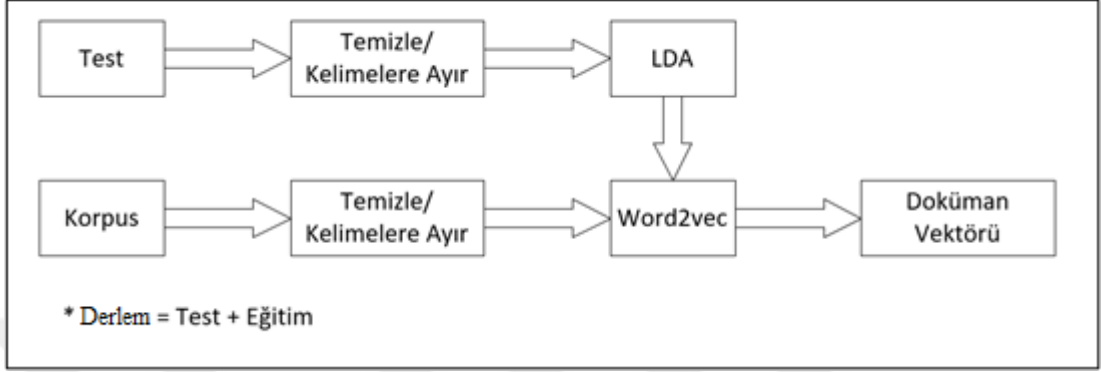 Test
Temizle/
Kelimelere Ayır
LDA
Korpus
Temizle/
Kelimelere Ayır
Word2vec
Doküman
Vektörü
* Derlem = Test + Eğitim